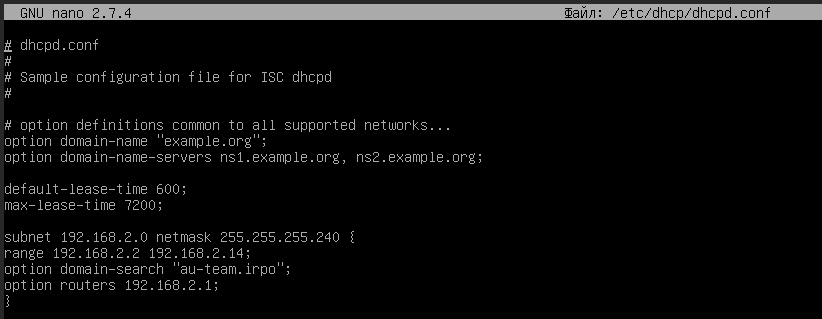 GNU nano 2.7.4 Файл: /etc/dhcp/dhcpd.conf
# dhcpd.conf
#
# Sample configuration file for ISC dhcpd
#
# option definitions common to all supported networks...
option domain-name "example.org";
option domain-name-servers ns1.example.org, ns2.example.org;
default-lease-time 600;
max-lease-time 7200;
subnet 192.168.2.0 netmask 255.255.255.240 {
range 192.168.2.2 192.168.2.14;
option domain-search "au-team.irpo";
option routers 192.168.2.1;
}